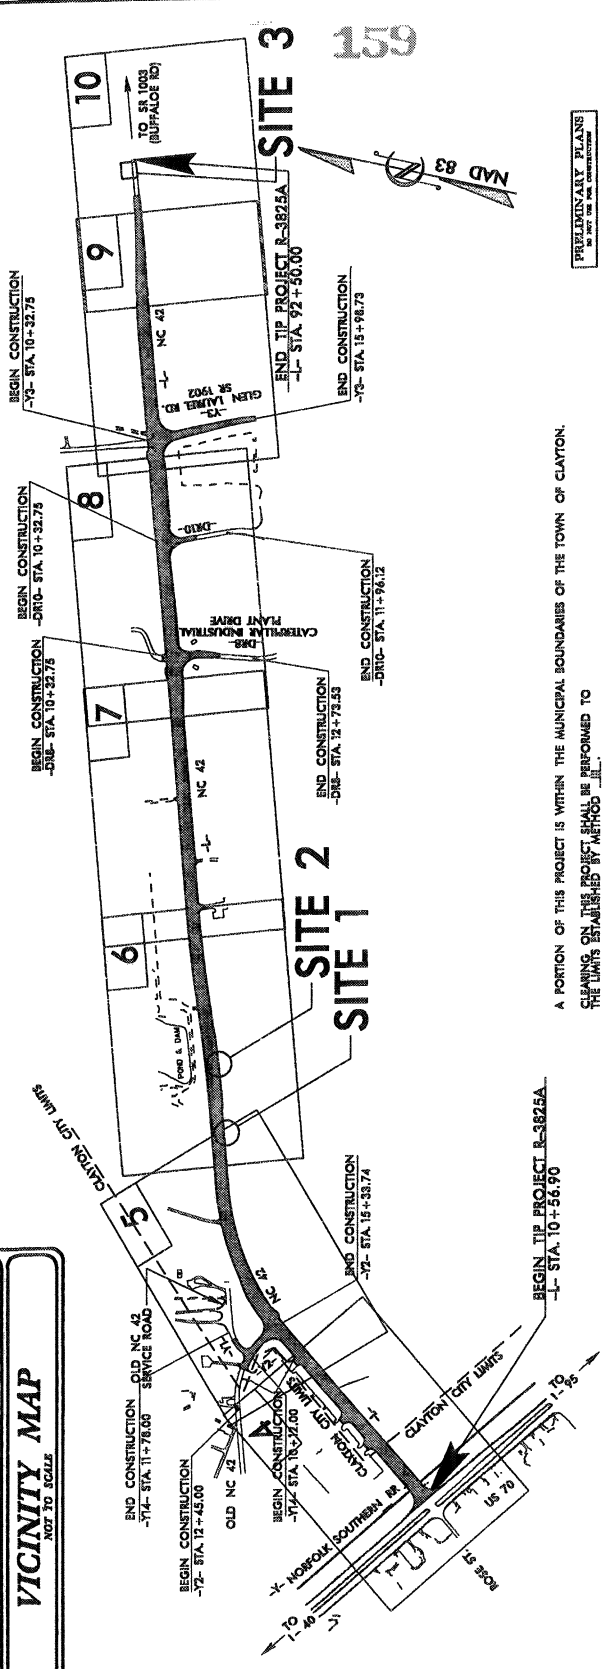 159
VICINITY MAP
NOT TO SCALE
10
TO SR 1003
(BUFFALOE RD)
SITE 3
NAD 83
PRELIMINARY PLANS
DO NOT USE FOR CONSTRUCTION
9
END TIP PROJECT R-3825A
-L- STA. 92+50.00
BEGIN CONSTRUCTION
-Y3- STA. 10+32.75
NC 42
-L-
GLEN LAUREL RD.
SR 1902
-Y3-
END CONSTRUCTION
-Y3- STA. 15+98.73
8
BEGIN CONSTRUCTION
-DR10- STA. 10+32.75
-DR10-
END CONSTRUCTION
-DR10- STA. 11+96.12
BEGIN CONSTRUCTION
-DR8- STA. 10+32.75
CATERPILLAR INDUSTRIAL
PLANT DRIVE
-DR8-
END CONSTRUCTION
-DR8- STA. 12+73.53
7
NC 42
-L-
6
SITE 2
SITE 1
POND & DAM
CLAYTON CITY LIMITS
5
END CONSTRUCTION
-Y14- STA. 11+78.00
OLD NC 42
SERVICE ROAD
-Y14-
NC 42
END CONSTRUCTION
-Y2- STA. 15+33.74
BEGIN CONSTRUCTION
-Y2- STA. 12+45.00
OLD NC 42
-Y2-
4
BEGIN CONSTRUCTION
CLAYTON CITY LIMITS
-L-
CLAYTON CITY LIMITS
BEGIN TIP PROJECT R-3825A
-L- STA. 10+56.90
-Y- NORFOLK SOUTHERN RR
TO
I-95
US 70
ROSE ST.
TO
I-40
A PORTION OF THIS PROJECT IS WITHIN THE MUNICIPAL BOUNDARIES OF THE TOWN OF CLAYTON.
CLEARING ON THIS PROJECT SHALL BE PERFORMED TO
THE LIMITS ESTABLISHED BY METHOD